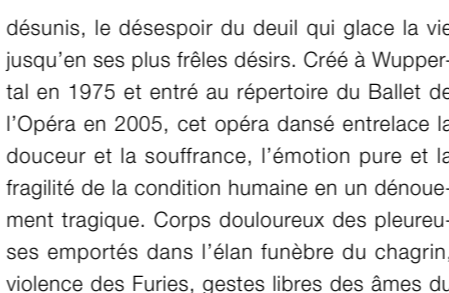 désunis, le désespoir du deuil qui glace la vie
jusqu’en ses plus frêles désirs. Créé à Wupper-
tal en 1975 et entré au répertoire du Ballet de
l’Opéra en 2005, cet opéra dansé entrelace la
douceur et la souffrance, l’émotion pure et la
fragilité de la condition humaine en un dénoue-
ment tragique. Corps douloureux des pleureu-
ses emportés dans l’élan funèbre du chagrin,
violence des Furies, gestes libres des âmes du